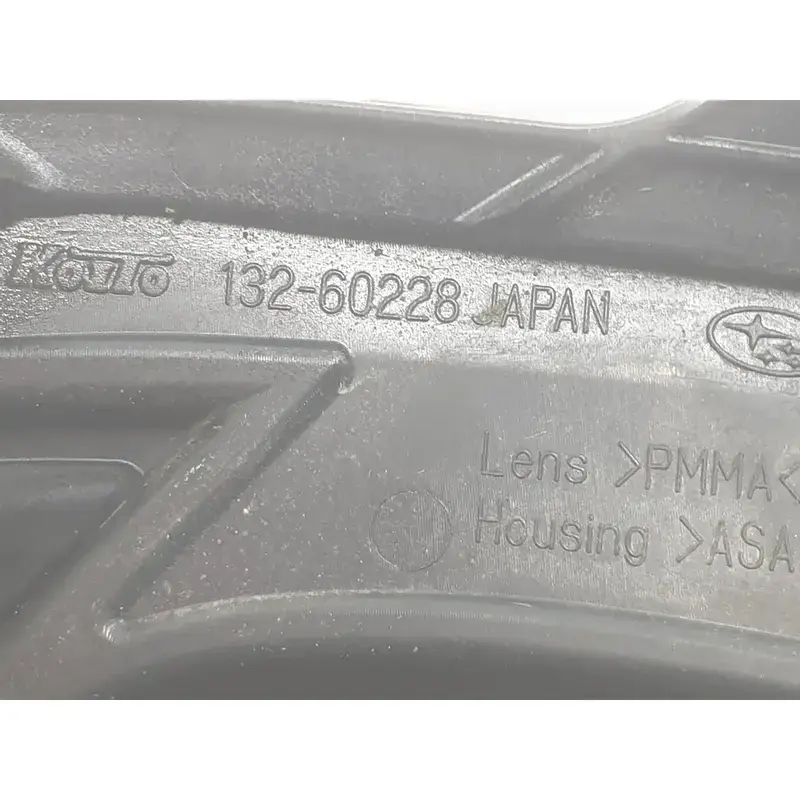 KOITO 132-60228 JAPAN
Lens >PMMA<
Housing >ASA